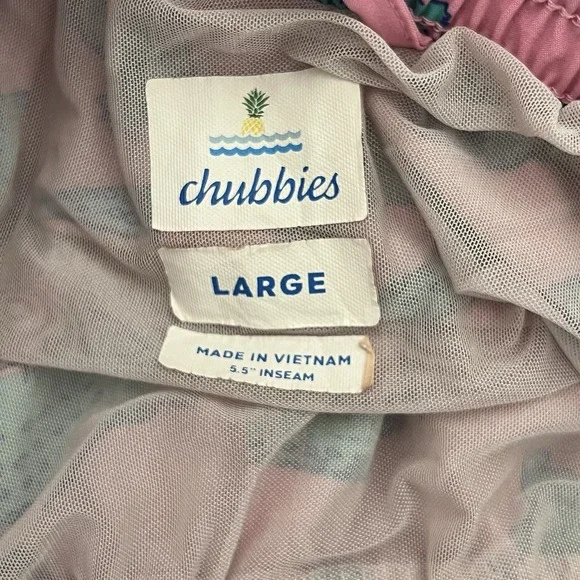 chubbies
LARGE
MADE IN VIETNAM
5.5" INSEAM